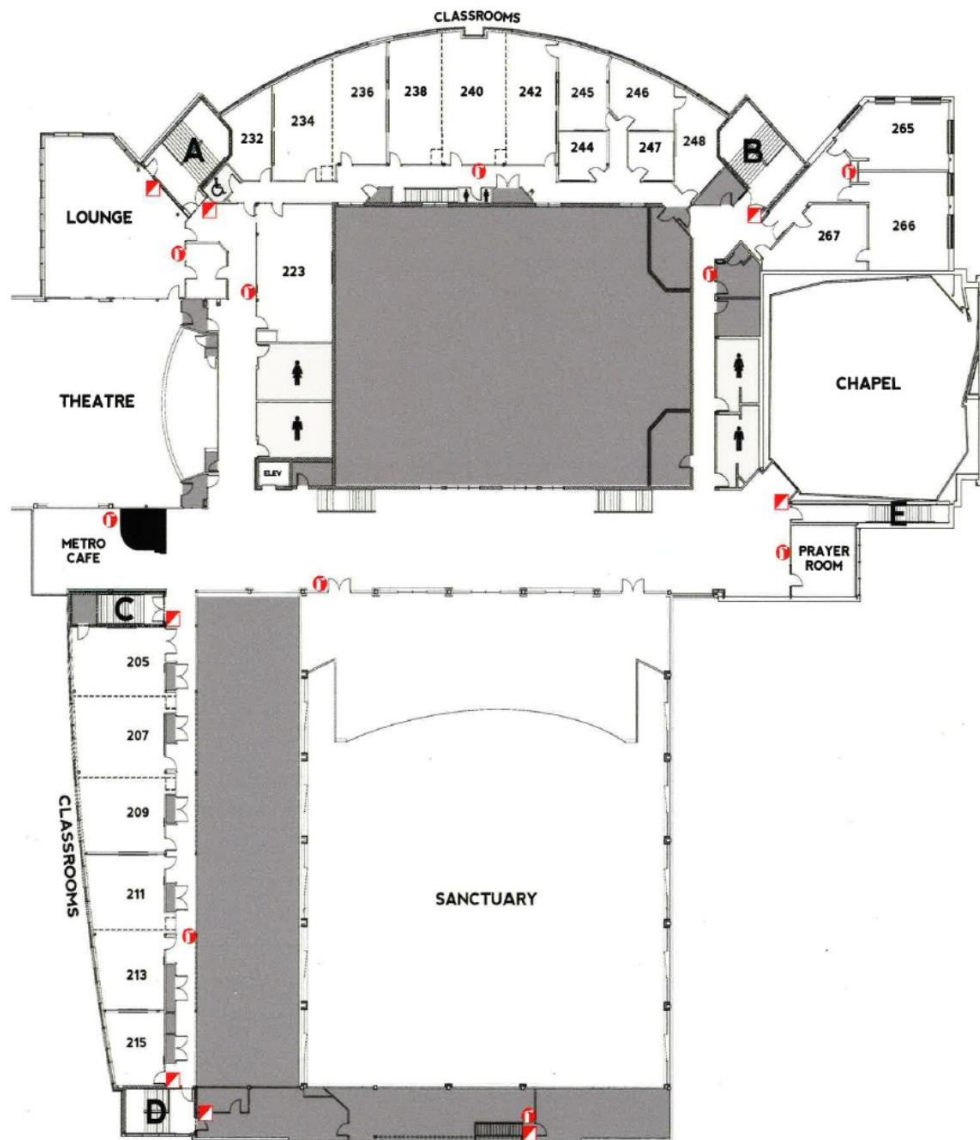 CLASSROOMS
232
234
236
238
240
242
245
246
244
247
248
A
B
265
266
267
LOUNGE
223
THEATRE
CHAPEL
ELEV
E
METRO
CAFE
PRAYER
ROOM
C
205
207
209
211
213
215
CLASSROOMS
SANCTUARY
D